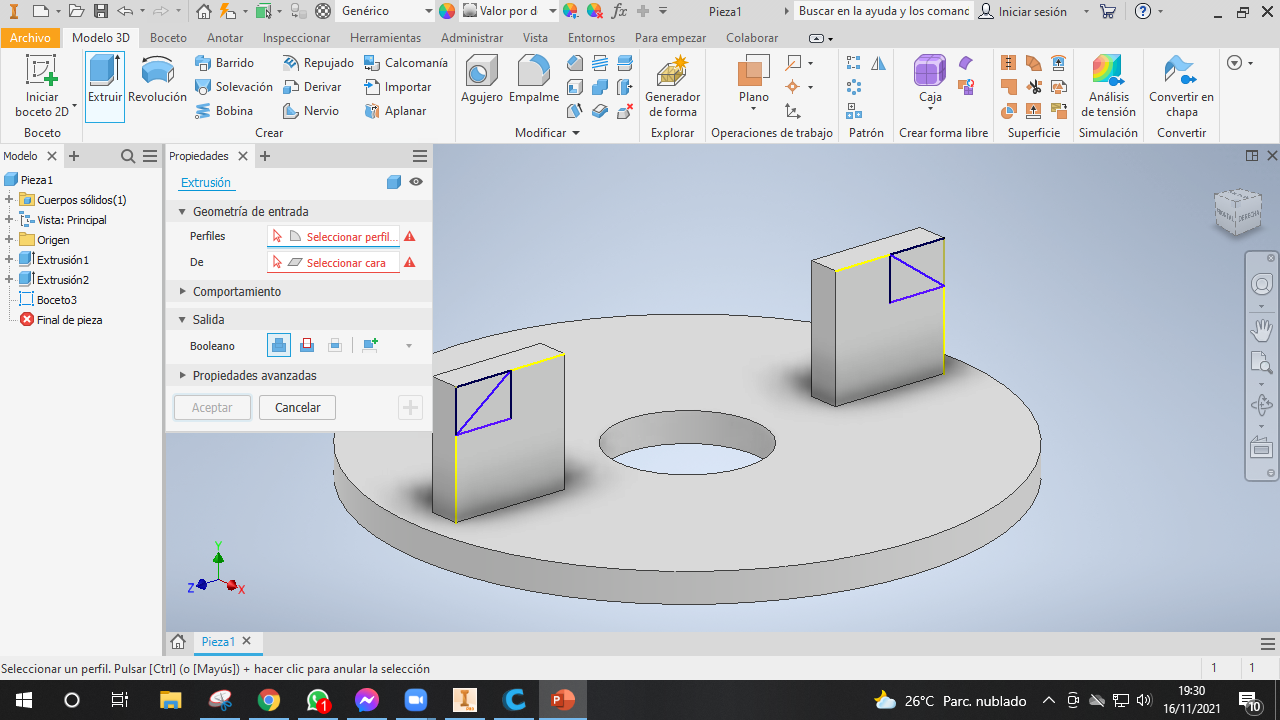 Genérico
Valor por d
Pieza1
Buscar en la ayuda y los comanc
Iniciar sesión
Archivo
Modelo 3D
Boceto
Anotar
Inspeccionar
Herramientas
Administrar
Vista
Entornos
Para empezar
Colaborar
Iniciar
boceto 2D
Extruir
Revolución
Barrido
Solevación
Bobina
Repujado
Derivar
Nervio
Calcomanía
Importar
Aplanar
Agujero
Empalme
Generador
de forma
Plano
Caja
Análisis
de tensión
Convertir en
chapa
Boceto
Crear
Modificar
Explorar
Operaciones de trabajo
Patrón
Crear forma libre
Superficie
Simulación
Convertir
Modelo
Pieza1
Cuerpos sólidos(1)
Vista: Principal
Origen
Extrusión1
Extrusión2
Boceto3
Final de pieza
Propiedades
Extrusión
Geometría de entrada
Perfiles
Seleccionar perfil...
De
Seleccionar cara
Comportamiento
Salida
Booleano
Propiedades avanzadas
Aceptar
Cancelar
DERECHA
Y
Z
X
Pieza1
Seleccionar un perfil. Pulsar [Ctrl] (o [Mayús]) + hacer clic para anular la selección
1
1
1
26°C Parc. nublado
19:30
16/11/2021
10